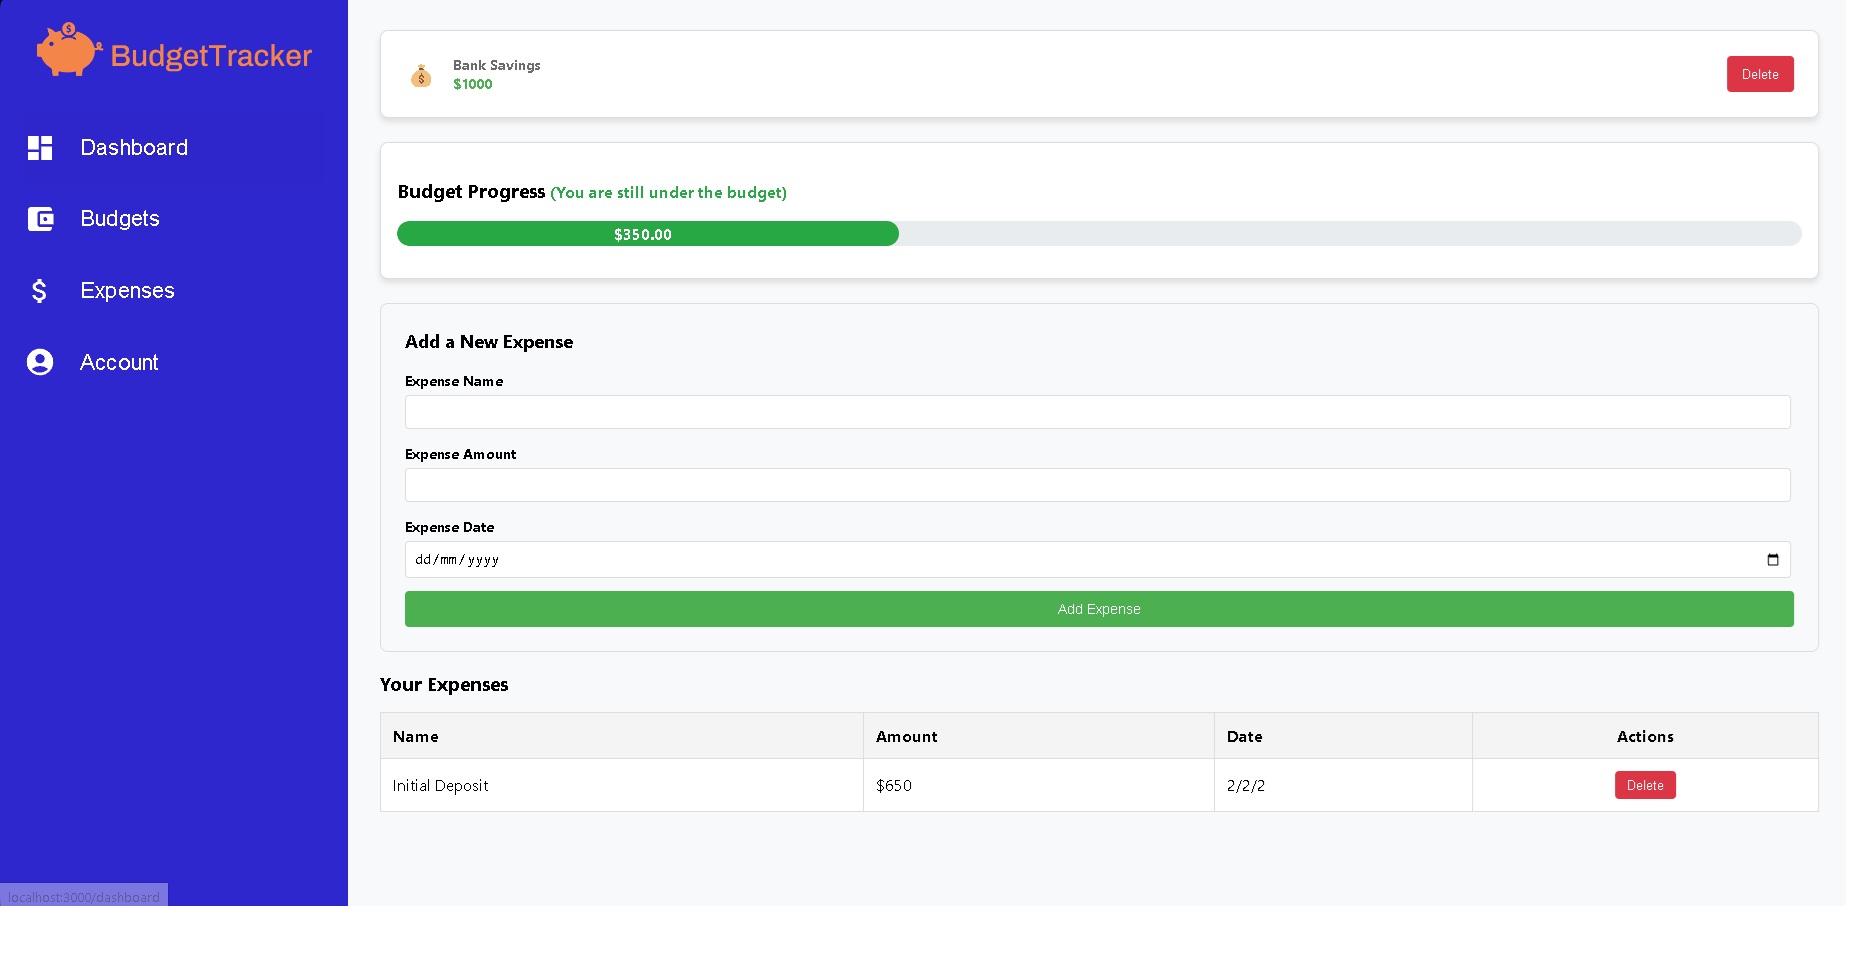 BudgetTracker
Dashboard
Budgets
Expenses
Account
localhost:3000/dashboard
Bank Savings
$1000
Delete
Budget Progress (You are still under the budget)
$350.00
Add a New Expense
Expense Name
Expense Amount
Expense Date
dd/mm/yyyy
Add Expense
Your Expenses
Name Amount Date Actions
Initial Deposit $650 2/2/2 Delete